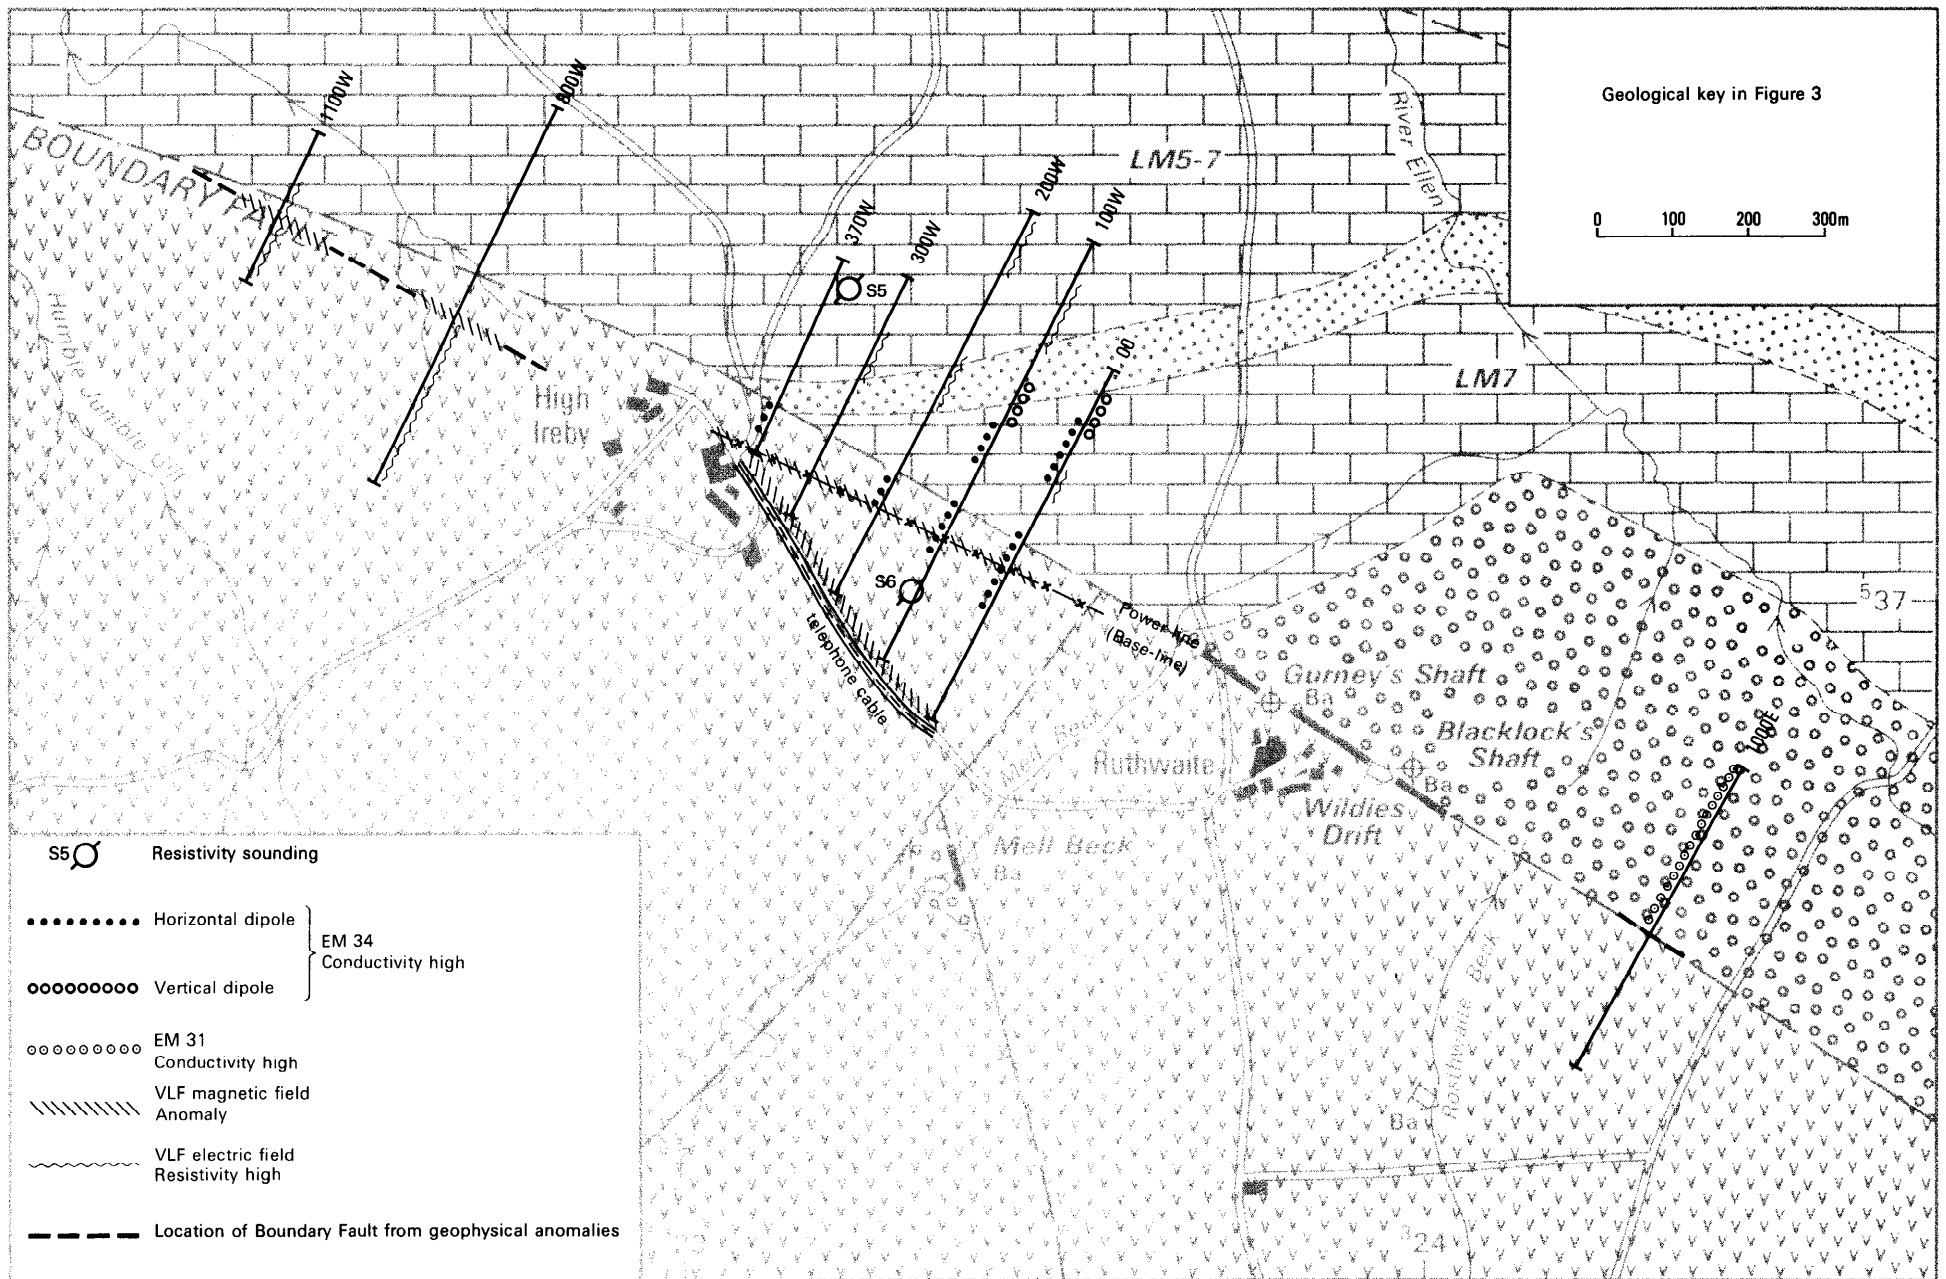 Geological key in Figure 3
0 100 200 300m
1100W
800W
BOUNDARY FA
LM5-7
River Ellen
200W
100W
370W
300W
S5
00
LM7
High
Ireby
Humble Jumble Gill
S6
537
Power line
(Base-line)
telephone cable
Gurney's Shaft
Ba
Blacklock's
Shaft
Ba
1000E
Mell Beck
Ruthwaite
Wildies
Drift
Mell Beck
Ba
Ba
324
S5 Resistivity sounding
Horizontal dipole
EM 34
Conductivity high
Vertical dipole
EM 31
Conductivity high
VLF magnetic field
Anomaly
VLF electric field
Resistivity high
Location of Boundary Fault from geophysical anomalies